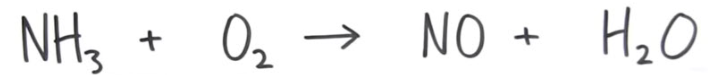 NH₃ + O₂ → NO + H₂O